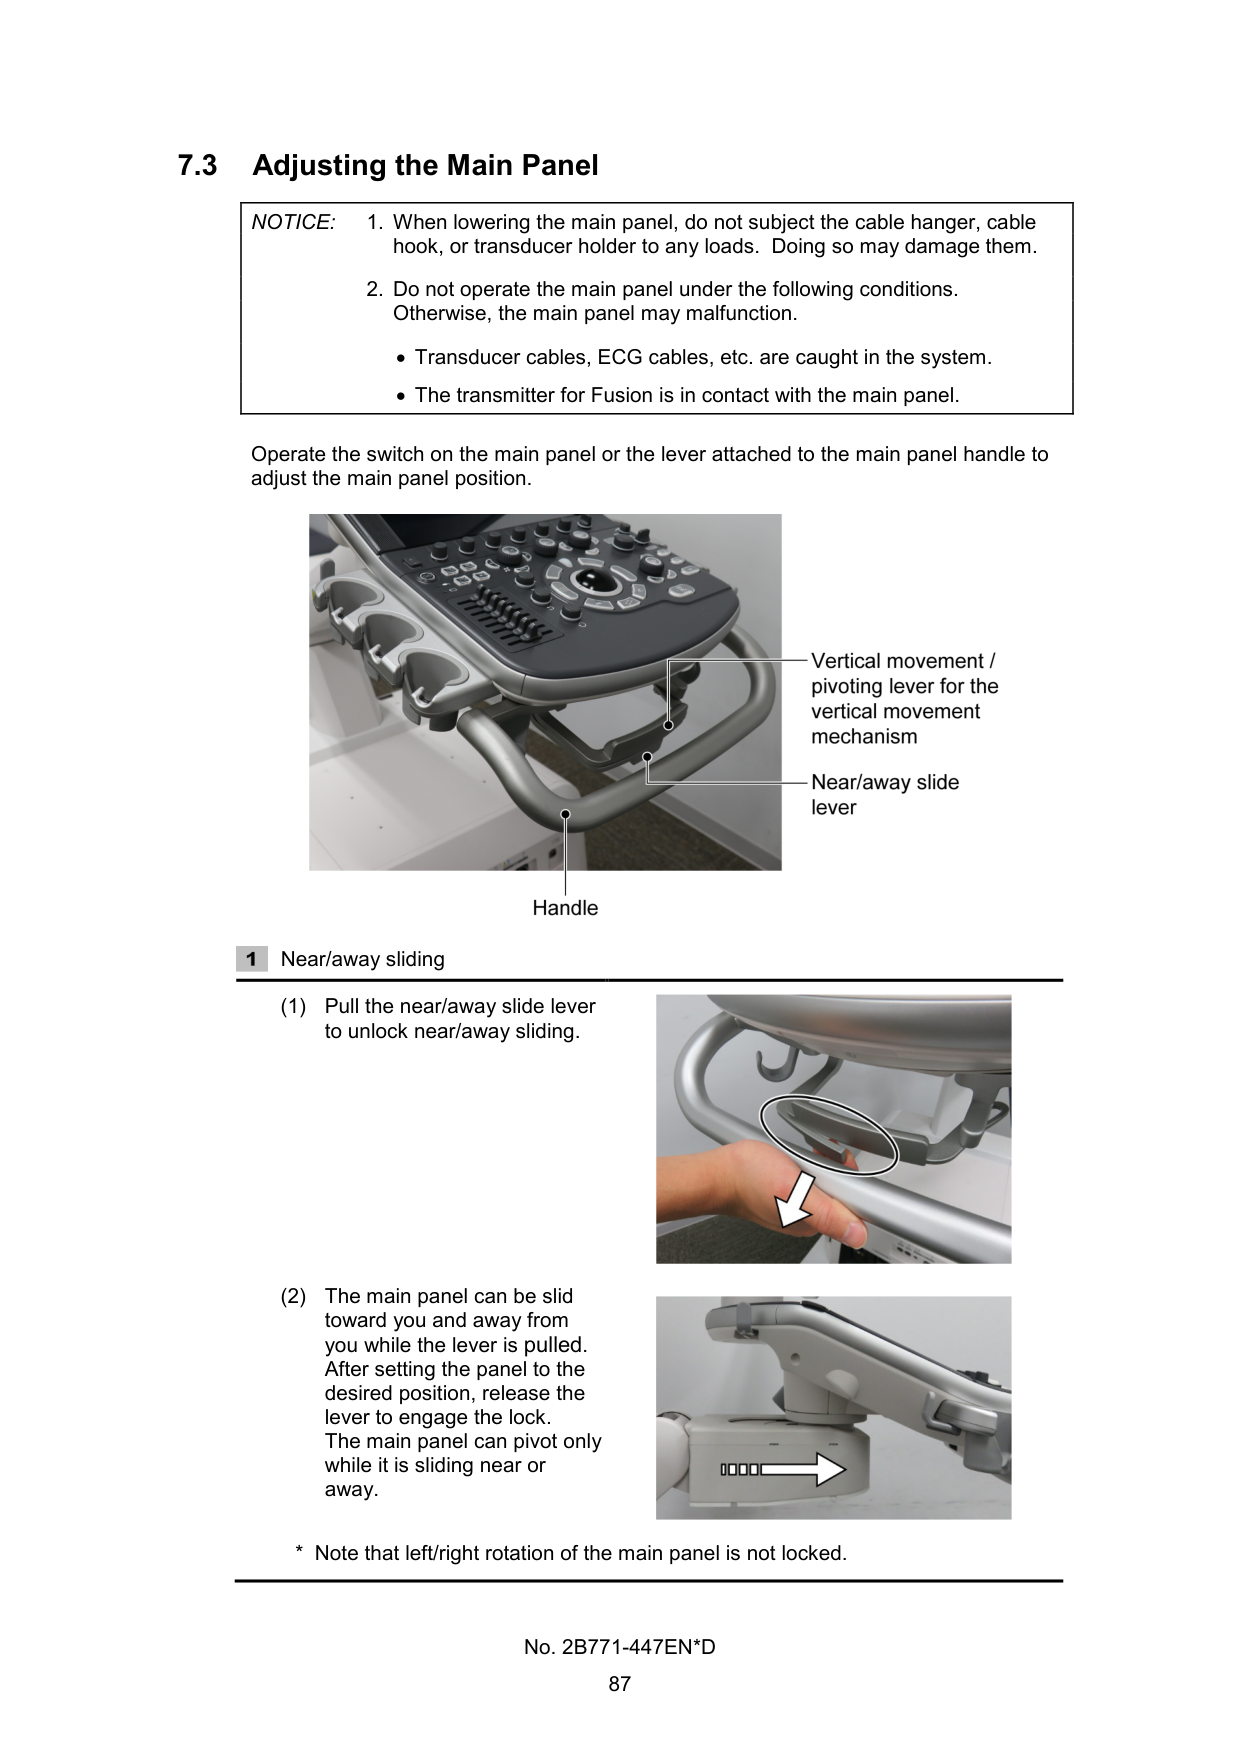 7.3 Adjusting the Main Panel
NOTICE: 1. When lowering the main panel, do not subject the cable hanger, cable
hook, or transducer holder to any loads. Doing so may damage them.
2. Do not operate the main panel under the following conditions.
Otherwise, the main panel may malfunction.
• Transducer cables, ECG cables, etc. are caught in the system.
• The transmitter for Fusion is in contact with the main panel.
Operate the switch on the main panel or the lever attached to the main panel handle to
adjust the main panel position.
Vertical movement /
pivoting lever for the
vertical movement
mechanism
Near/away slide
lever
Handle
1 Near/away sliding
(1) Pull the near/away slide lever
to unlock near/away sliding.
(2) The main panel can be slid
toward you and away from
you while the lever is pulled.
After setting the panel to the
desired position, release the
lever to engage the lock.
The main panel can pivot only
while it is sliding near or
away.
* Note that left/right rotation of the main panel is not locked.
No. 2B771-447EN*D
87